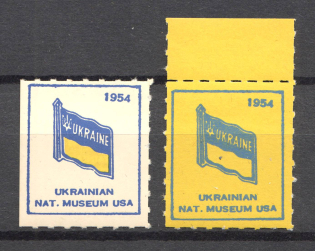 1954
UKRAINE
UKRAINIAN
NAT. MUSEUM USA
1954
UKRAINE
UKRAINIAN
NAT. MUSEUM USA